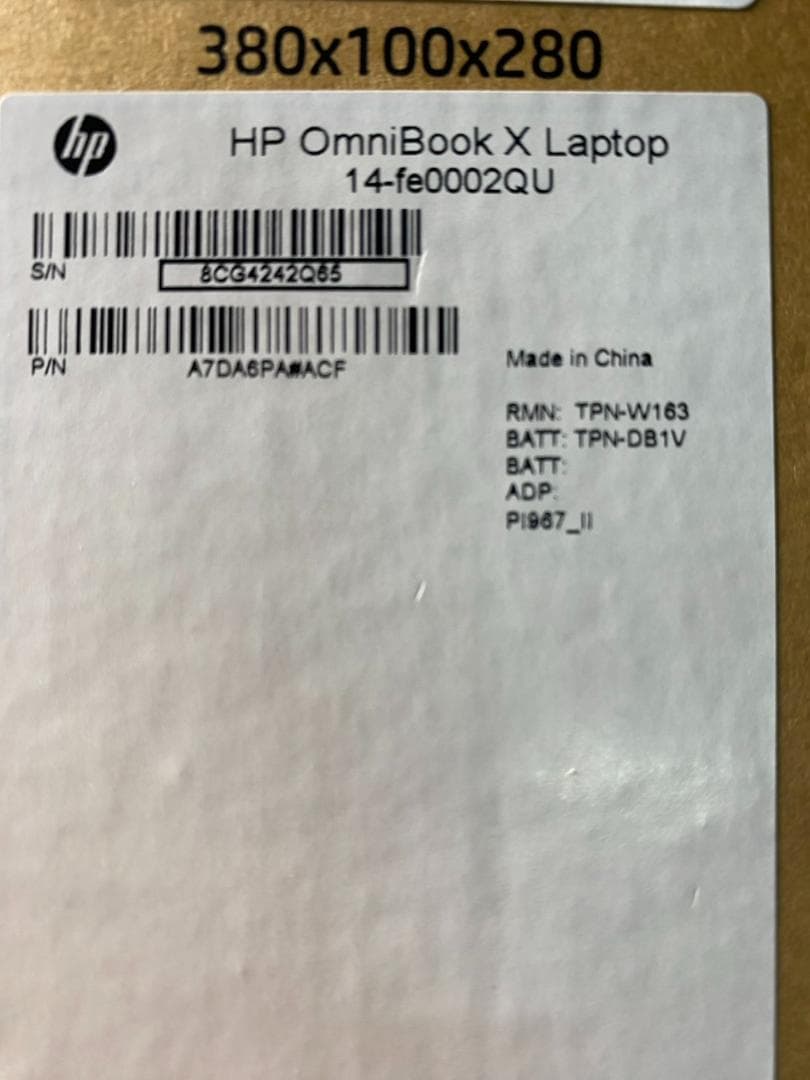 380x100x280
hp
HP OmniBook X Laptop
14-fe0002QU
S/N
8CG4242Q65
P/N
A7DA6PA#ACF
Made in China
RMN: TPN-W163
BATT: TPN-DB1V
BATT:
ADP:
PI967_II